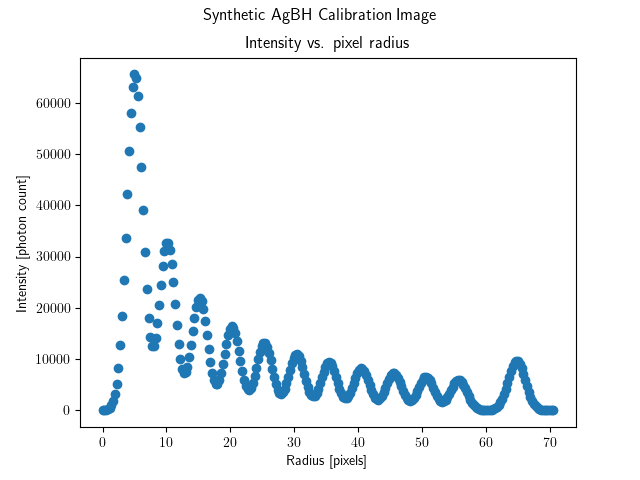 Synthetic AgBH Calibration Image
Intensity vs. pixel radius
60000
50000
40000
30000
20000
10000
0
Intensity [photon count]
0 10 20 30 40 50 60 70
Radius [pixels]